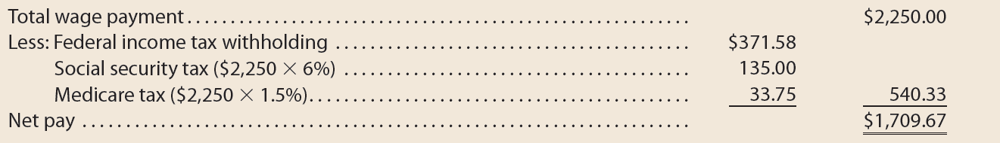 Total wage payment........................................................... $2,250.00
Less: Federal income tax withholding ......................................... $371.58
Social security tax ($2,250 × 6%) ........................................ 135.00
Medicare tax ($2,250 × 1.5%)............................................ 33.75 540.33
Net pay ...................................................................... $1,709.67